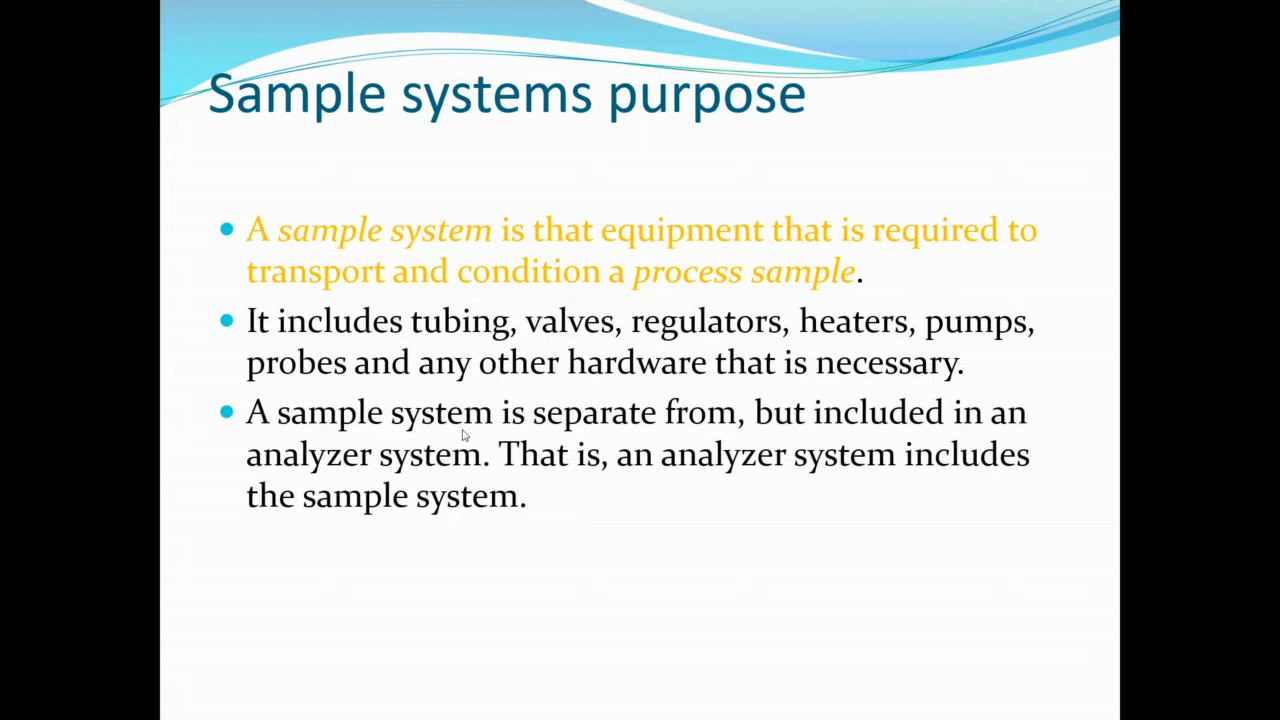 Sample systems purpose
• A sample system is that equipment that is required to
transport and condition a process sample.
• It includes tubing, valves, regulators, heaters, pumps,
probes and any other hardware that is necessary.
• A sample system is separate from, but included in an
analyzer system. That is, an analyzer system includes
the sample system.